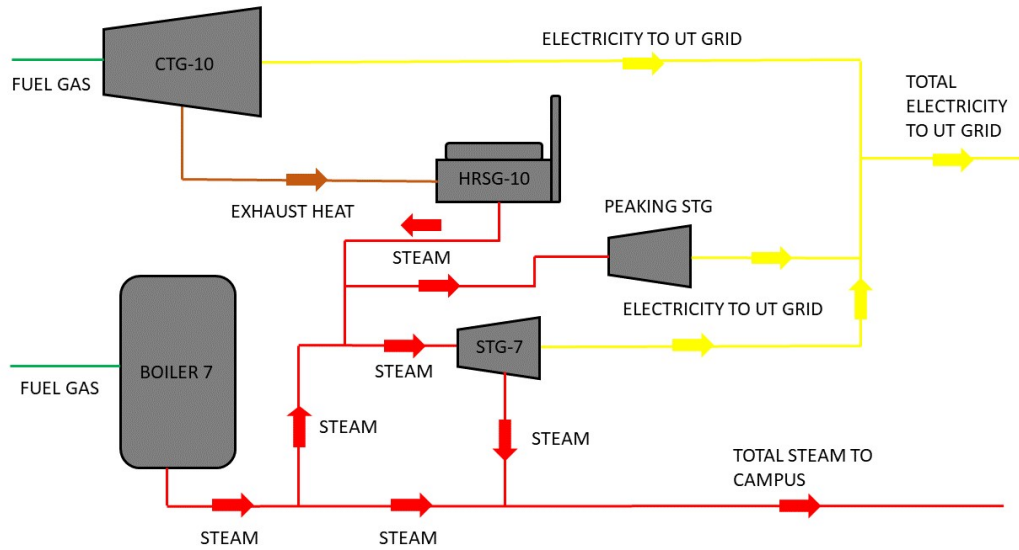 ELECTRICITY TO UT GRID
CTG-10
FUEL GAS
TOTAL
ELECTRICITY
TO UT GRID
HRSG-10
EXHAUST HEAT
PEAKING STG
STEAM
ELECTRICITY TO UT GRID
STG-7
STEAM
BOILER 7
FUEL GAS
STEAM
STEAM
TOTAL STEAM TO
CAMPUS
STEAM
STEAM